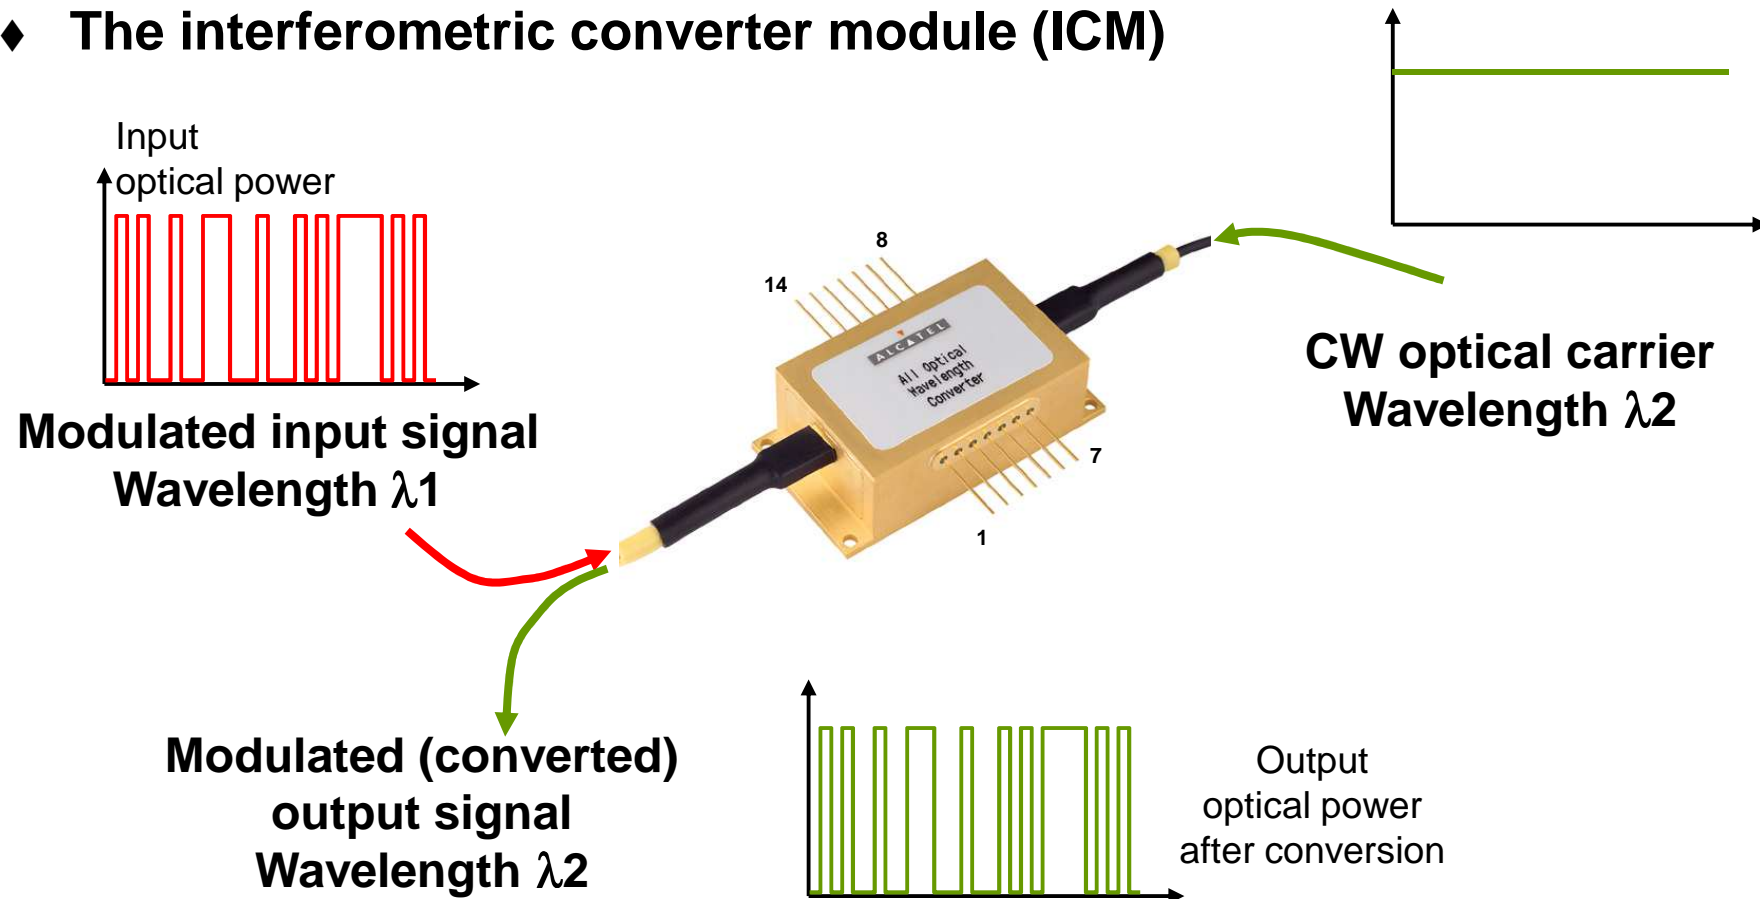 The interferometric converter module (ICM)
Input
optical power
Modulated input signal
Wavelength λ1
8
14
ALCATEL
All Optical
Wavelength
Converter
7
1
CW optical carrier
Wavelength λ2
Modulated (converted)
output signal
Wavelength λ2
Output
optical power
after conversion